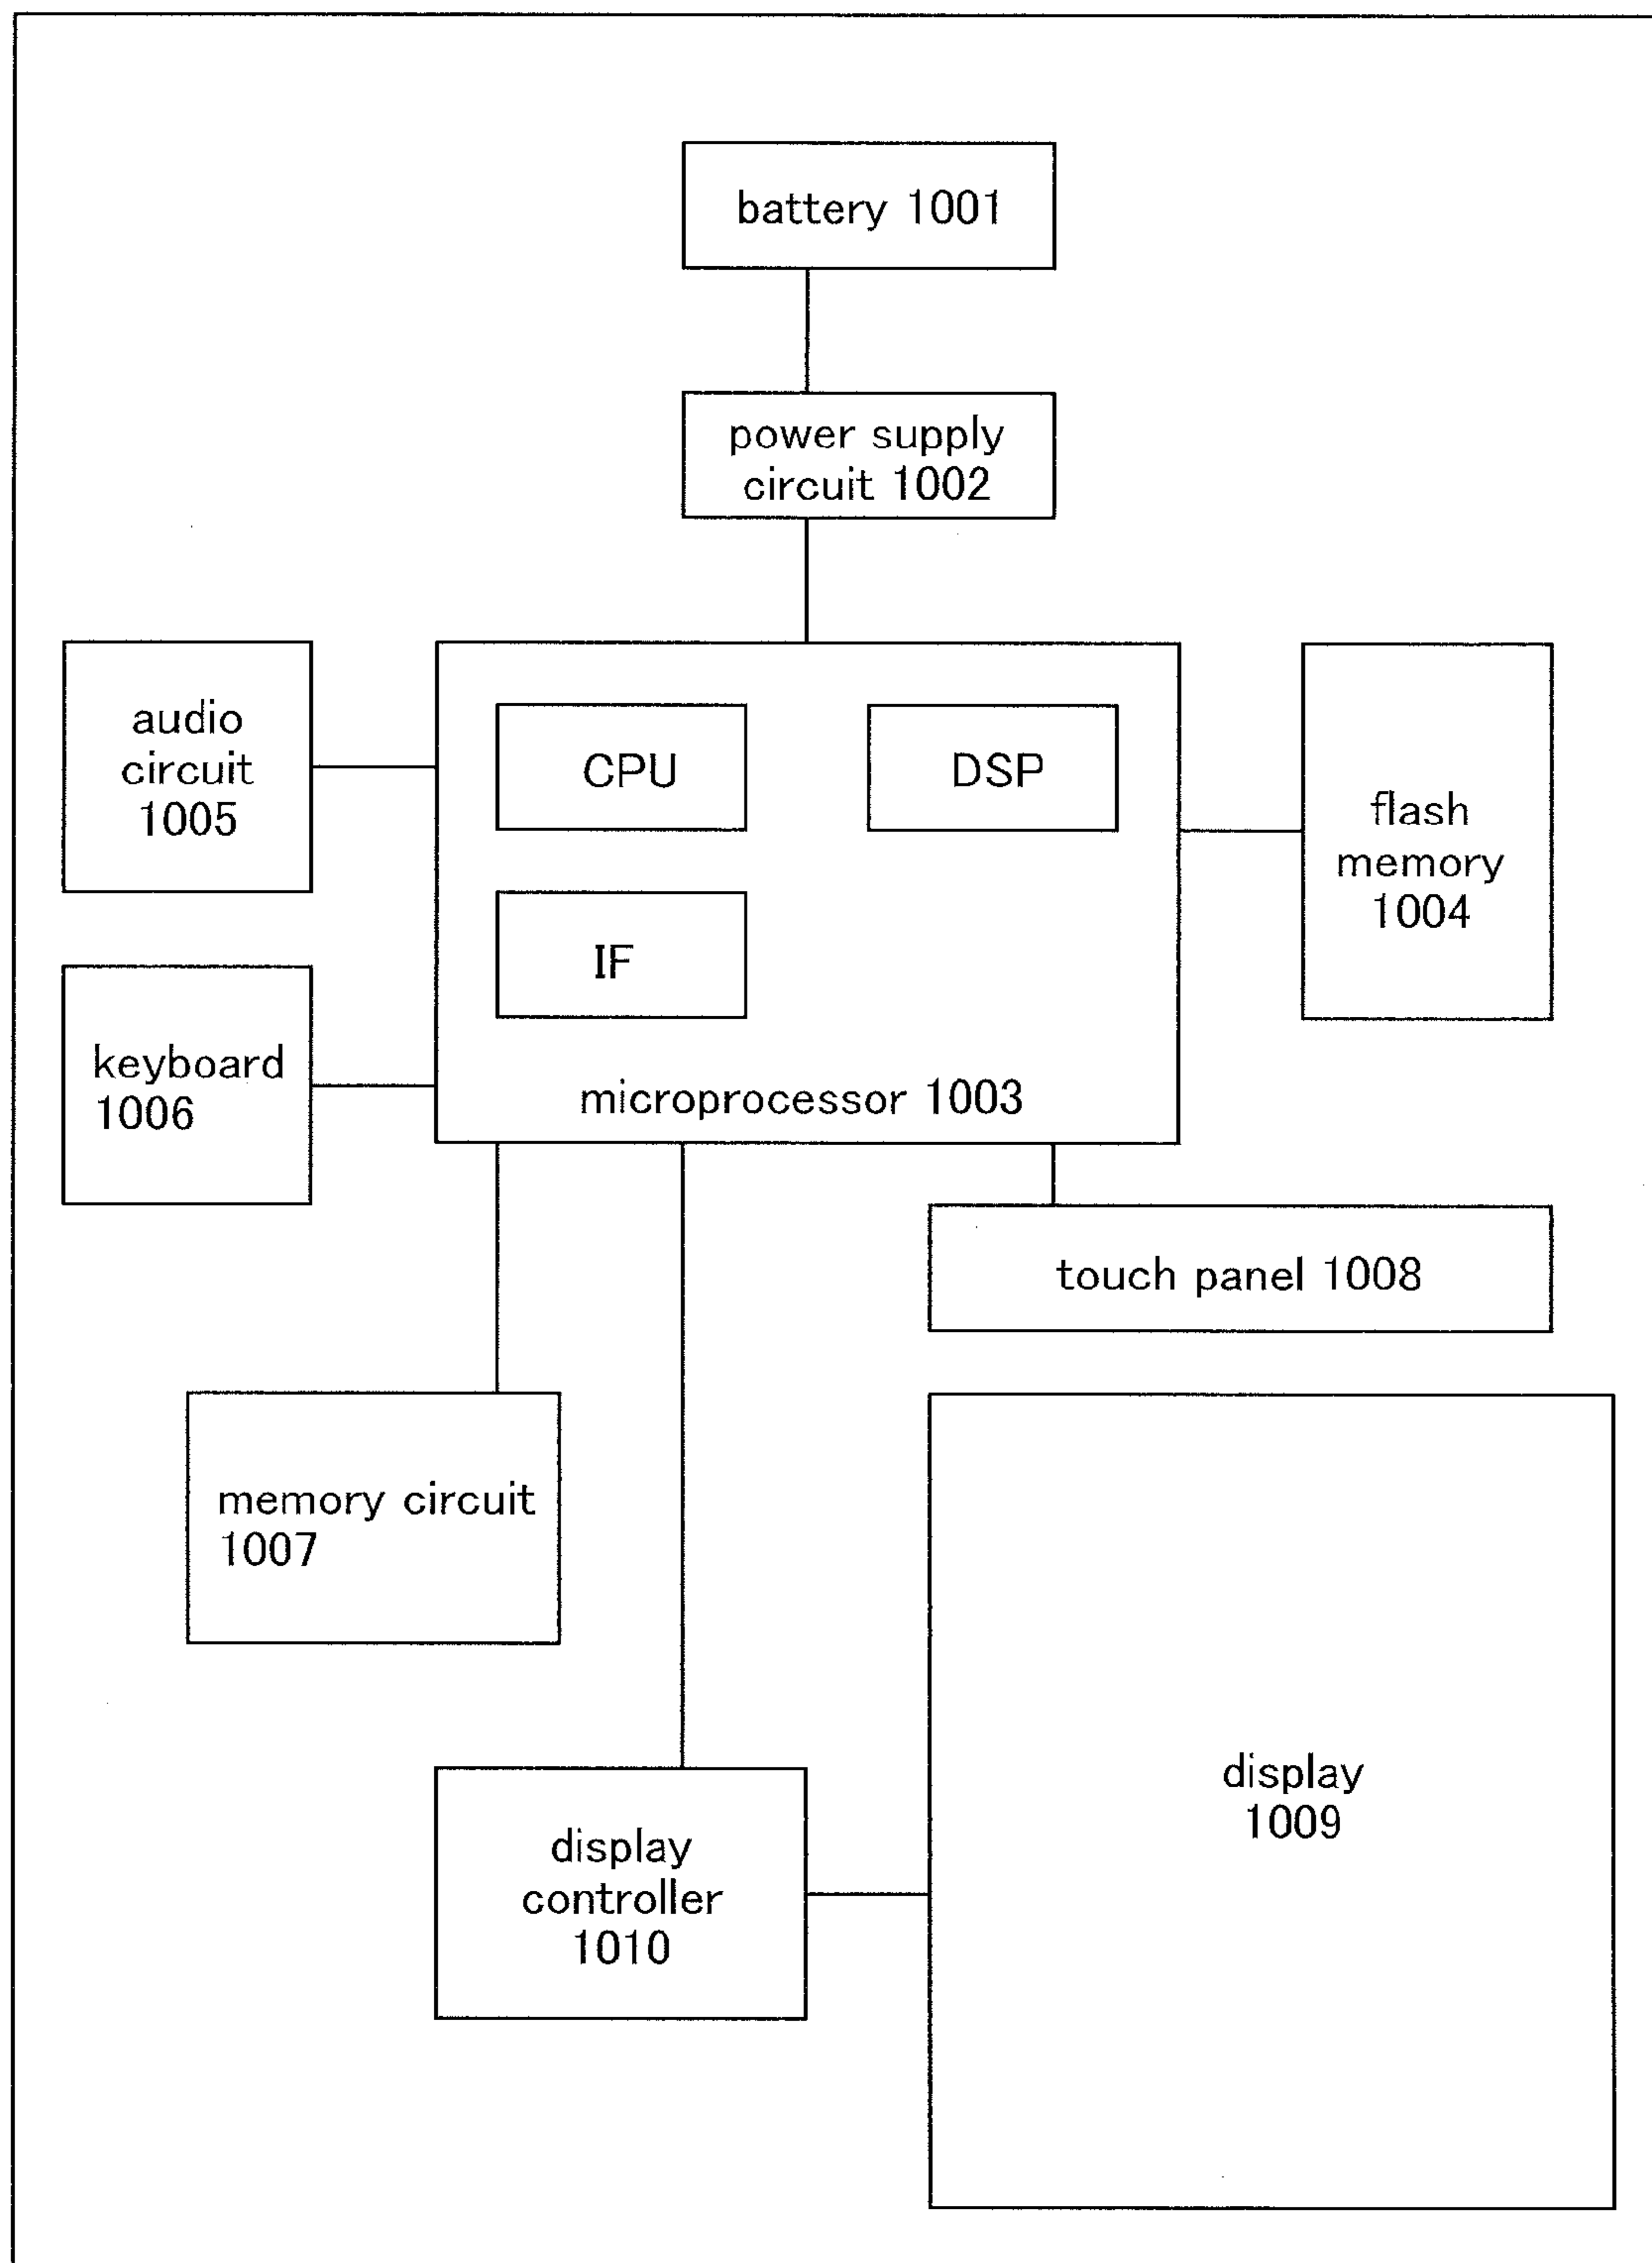 battery 1001
power supply
circuit 1002
audio
circuit
1005
CPU
DSP
flash
memory
1004
IF
keyboard
1006
microprocessor 1003
touch panel 1008
memory circuit
1007
display
1009
display
controller
1010